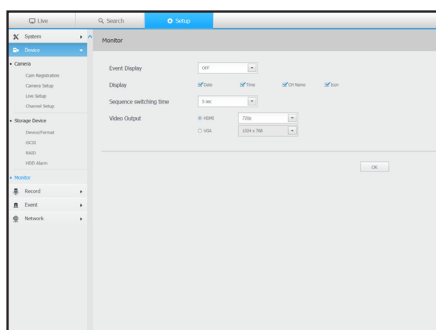 Live
Search
Setup
System
Device
Monitor
Camera
Cam Registration
Camera Setup
Live Setup
Channel Setup
Storage Device
Device/Format
iSCSI
RAID
HDD Alarm
Monitor
Record
Event
Network
Event Display OFF
Display Date Time CH Name Icon
Sequence switching time 5 sec
Video Output HDMI 720p
VGA 1024 x 768
OK